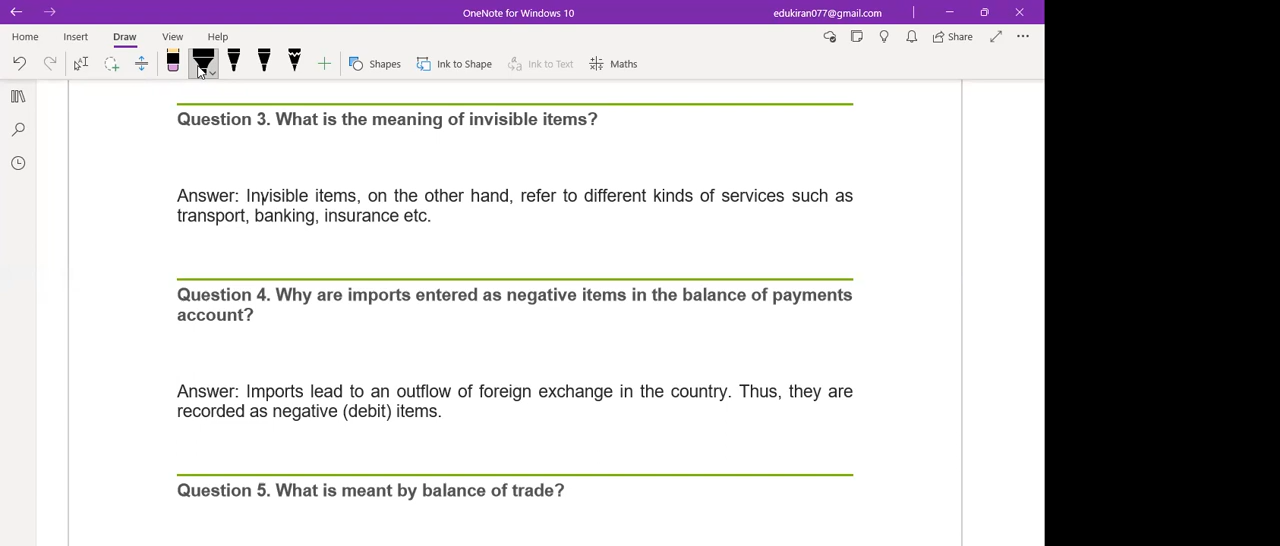 OneNote for Windows 10
edukiran077@gmail.com
Home Insert Draw View Help
Share
Shapes Ink to Shape Ink to Text Maths
Question 3. What is the meaning of invisible items?
Answer: Invisible items, on the other hand, refer to different kinds of services such as
transport, banking, insurance etc.
Question 4. Why are imports entered as negative items in the balance of payments
account?
Answer: Imports lead to an outflow of foreign exchange in the country. Thus, they are
recorded as negative (debit) items.
Question 5. What is meant by balance of trade?